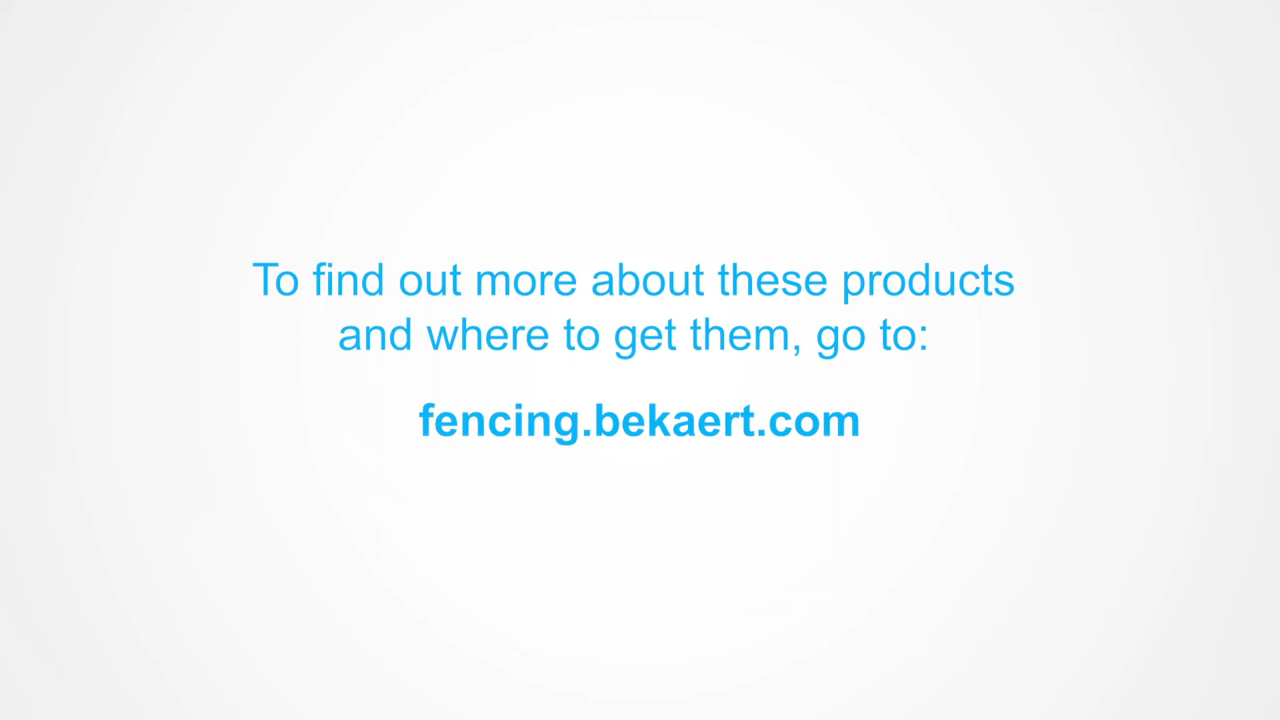 To find out more about these products
and where to get them, go to:
fencing.bekaert.com